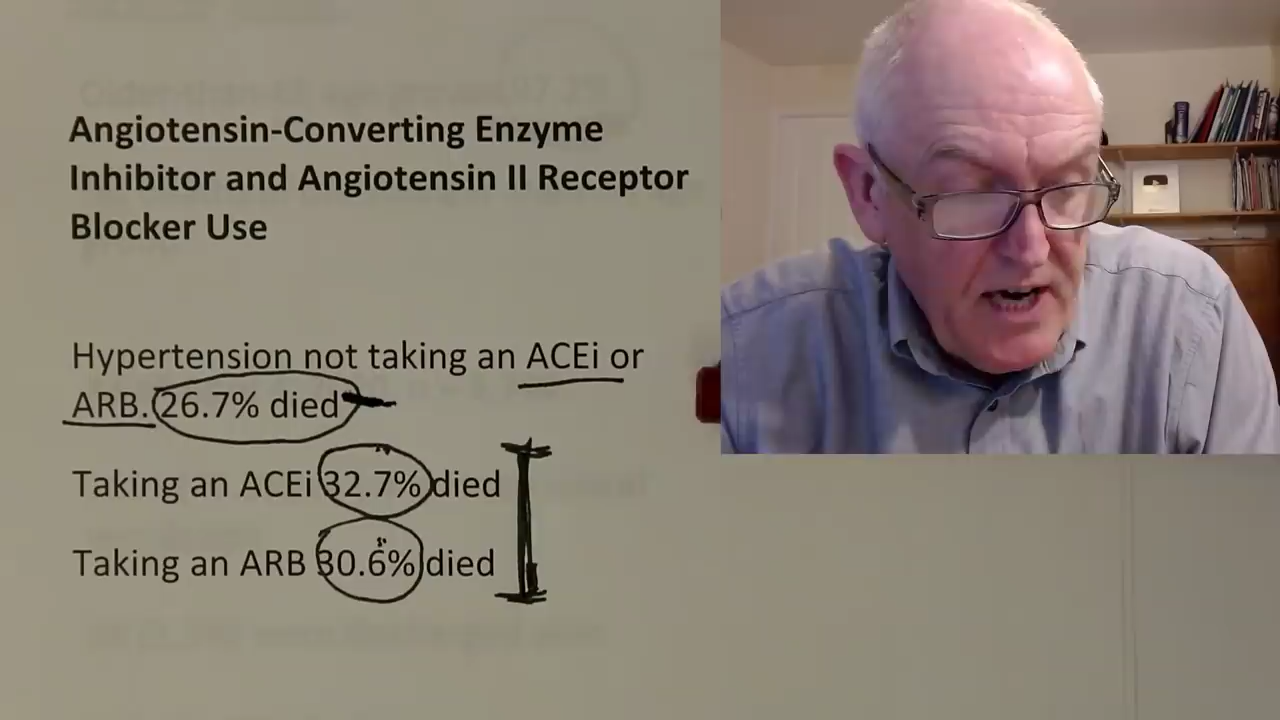 Angiotensin-Converting Enzyme
Inhibitor and Angiotensin II Receptor
Blocker Use
Hypertension not taking an ACEi or
ARB. 26.7% died
Taking an ACEi 32.7% died
Taking an ARB 30.6% died